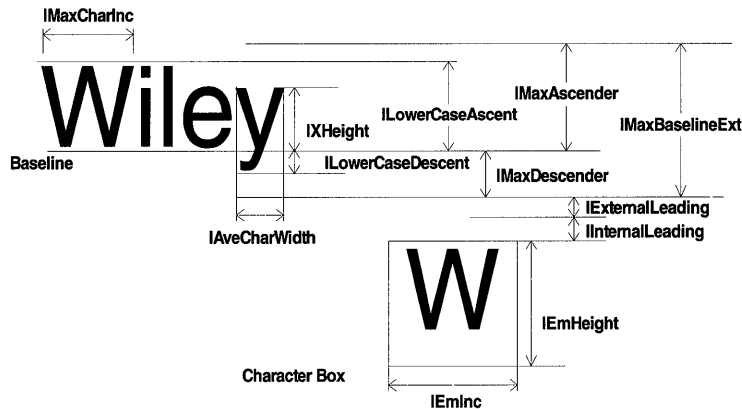 lMaxCharInc
Wiley
lMaxAscender
lLowerCaseAscent
lMaxBaselineExt
lXHeight
Baseline
lLowerCaseDescent
lMaxDescender
lExternalLeading
lAveCharWidth
lInternalLeading
W
lEmHeight
Character Box
lEmInc